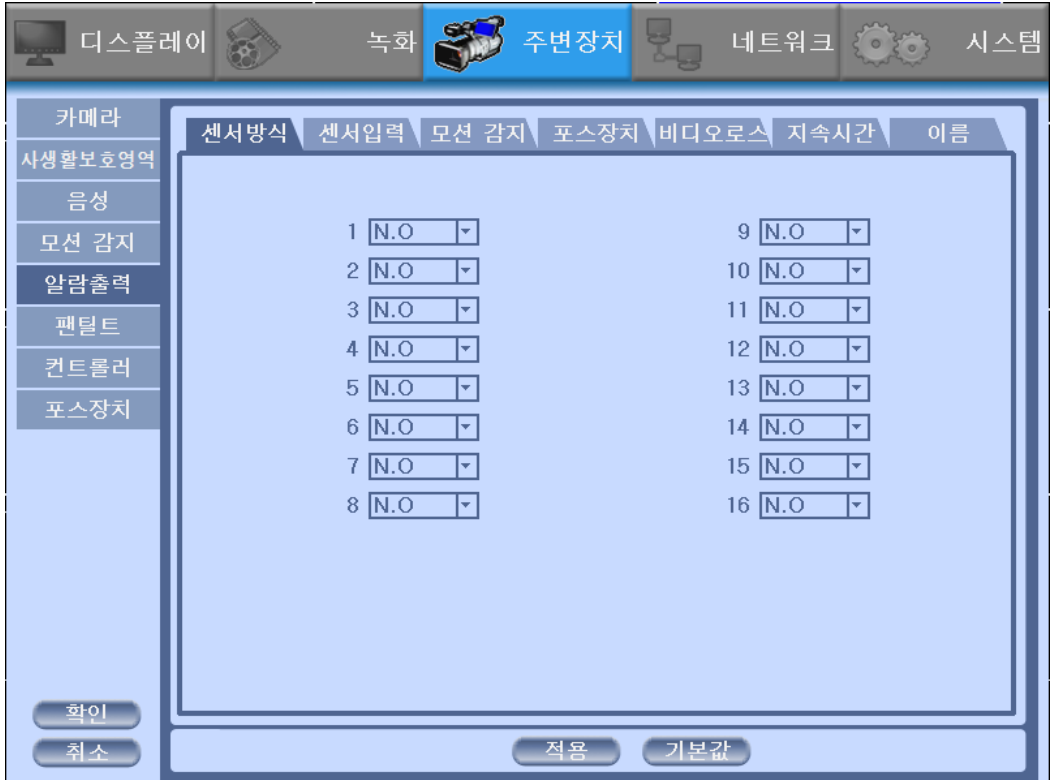 디스플레이 녹화 주변장치 네트워크 시스템
카메라
사생활보호영역
음성
모션 감지
알람출력
팬틸트
컨트롤러
포스장치
센서방식 센서입력 모션 감지 포스장치 비디오로스 지속시간 이름
1 N.O 9 N.O
2 N.O 10 N.O
3 N.O 11 N.O
4 N.O 12 N.O
5 N.O 13 N.O
6 N.O 14 N.O
7 N.O 15 N.O
8 N.O 16 N.O
확인
취소
적용 기본값